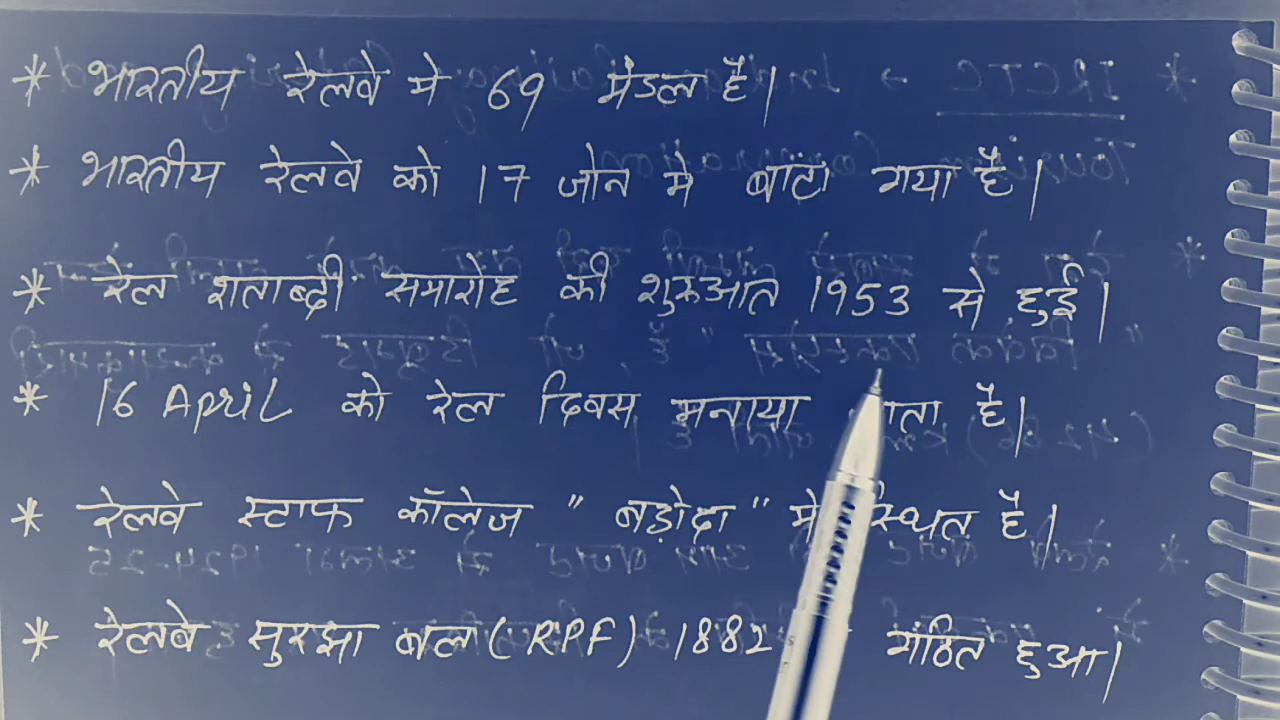 * भारतीय रेलवे मे 69 मंडल है।
* भारतीय रेलवे को 17 जोन मे बांटा गया है।
* रेल शताब्दी समारोह की शुरुआत 1953 से हुई।
* 16 April को रेल दिवस मनाया जाता है।
* रेलवे स्टाफ कॉलेज " बड़ोदा " मे स्थित है।
* रेलवे सुरक्षा बल (RPF) 1882 गंठित हुआ।